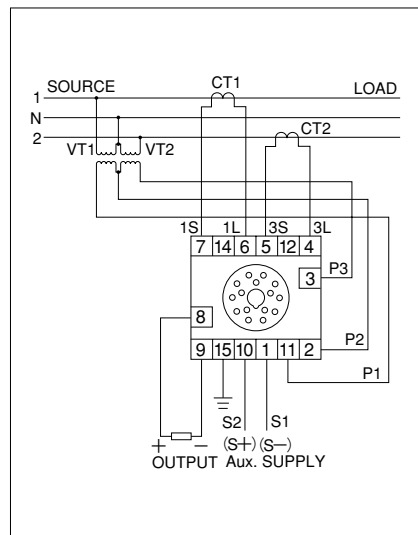 CT1
1 SOURCE LOAD
N
2 CT2
VT1 VT2
1S 1L 3S 3L
7 14 6 5 12 4
3 P3
8
P2
9 15 10 1 11 2
P1
S2 S1
+ − (S+) (S−)
OUTPUT Aux. SUPPLY